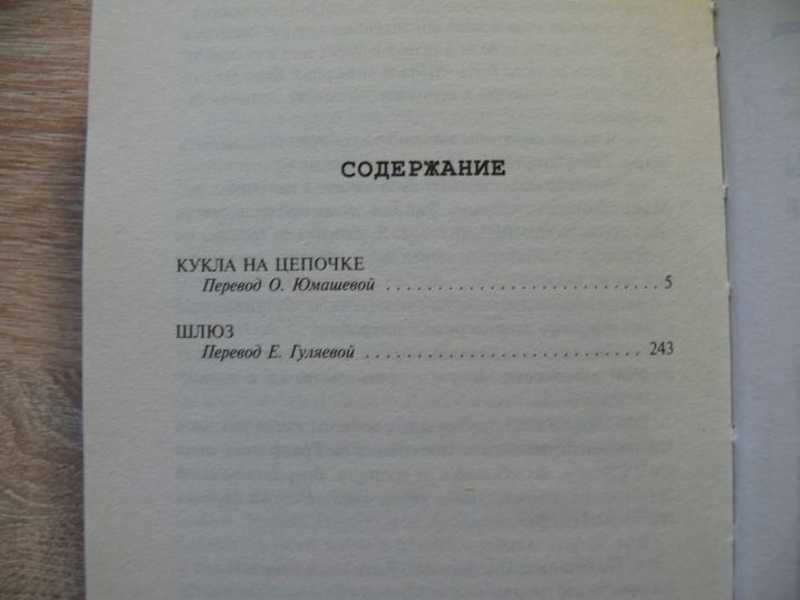 СОДЕРЖАНИЕ
КУКЛА НА ЦЕПОЧКЕ
Перевод О. Юмашевой . . . . . . . . . . . . . . . . . . . . . . . . . . . 5
ШЛЮЗ
Перевод Е. Гуляевой . . . . . . . . . . . . . . . . . . . . . . . . . . . 243